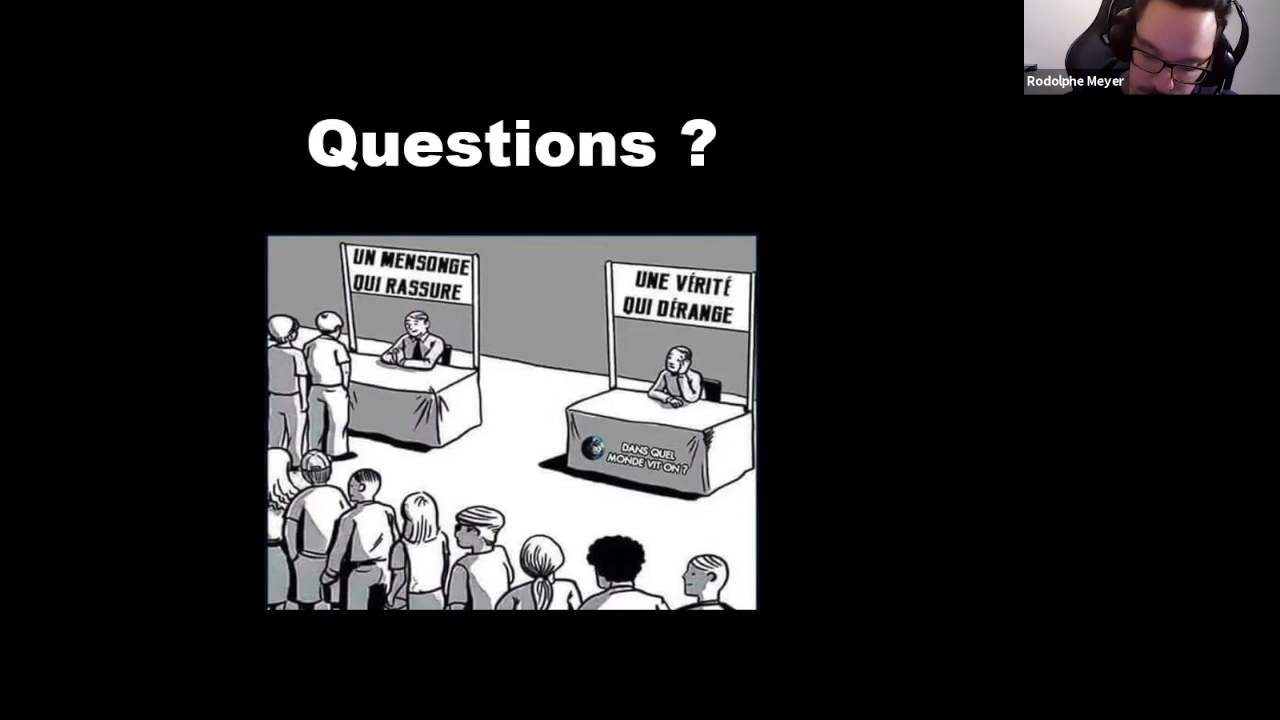 Rodolphe Meyer
Questions ?
UN MENSONGE
QUI RASSURE
UNE VÉRITÉ
QUI DÉRANGE
DANS QUEL
MONDE VIT ON ?